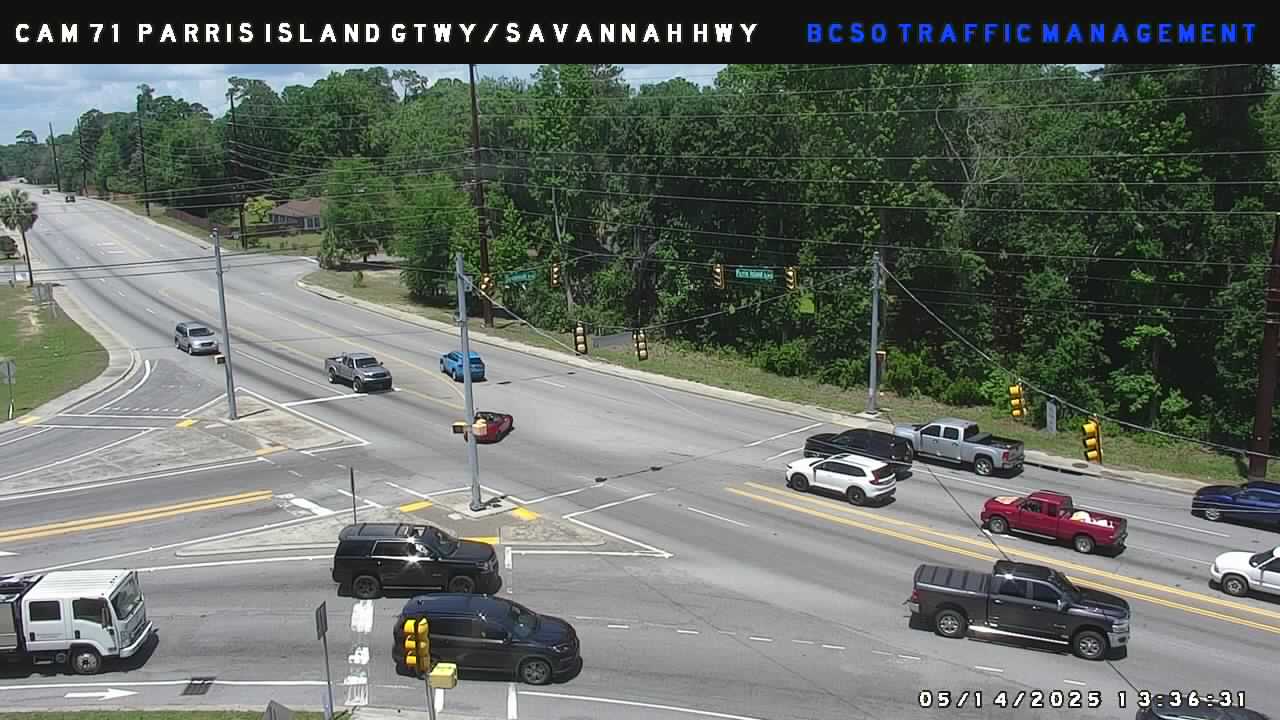 CAM 71 PARRIS ISLAND GTWY/SAVANNAH HWY
BCSO TRAFFIC MANAGEMENT
05/14/2025 13:36:31